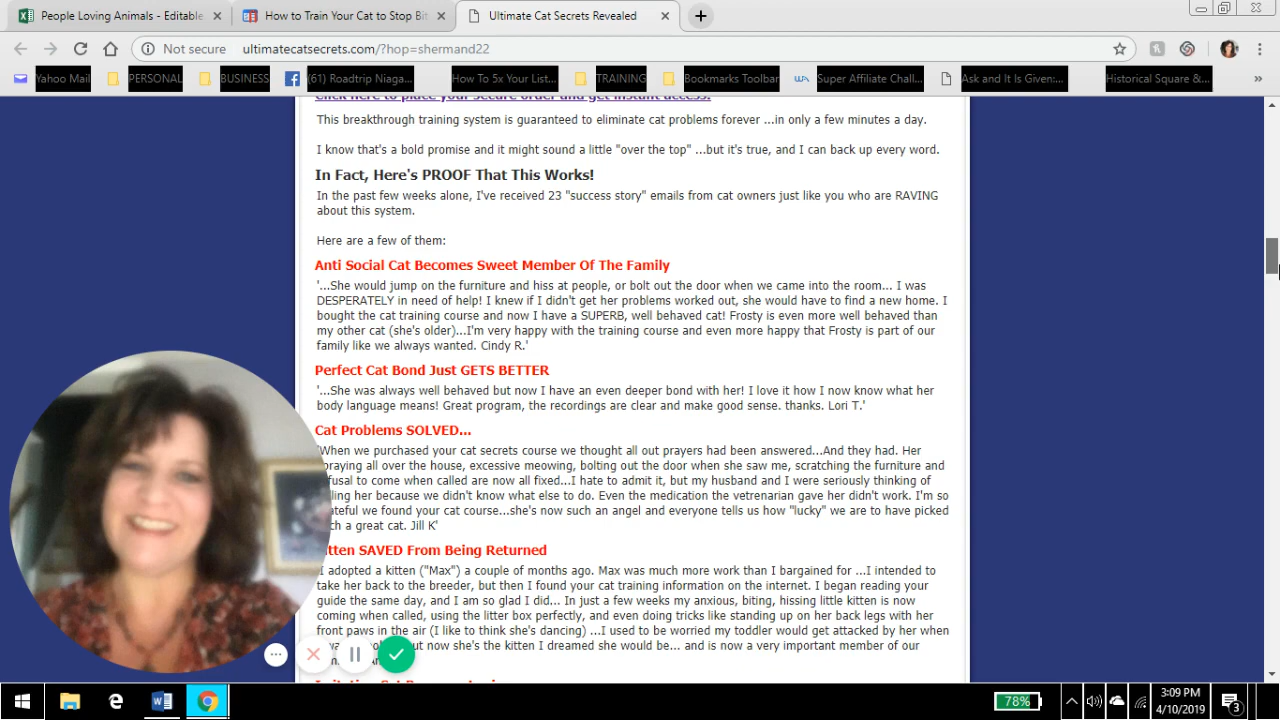 People Loving Animals - Editable
How to Train Your Cat to Stop Bit
Ultimate Cat Secrets Revealed
Not secure
ultimatecatsecrets.com/?hop=shermand22
Yahoo Mail
PERSONAL
BUSINESS
(61) Roadtrip Niaga...
How To 5x Your List...
TRAINING
Bookmarks Toolbar
Super Affiliate Chall...
Ask and It Is Given:...
Historical Square &...
»
Click here to place your secure order and get instant access!
This breakthrough training system is guaranteed to eliminate cat problems forever ...in only a few minutes a day.
I know that's a bold promise and it might sound a little "over the top" ...but it's true, and I can back up every word.
In Fact, Here's PROOF That This Works!
In the past few weeks alone, I've received 23 "success story" emails from cat owners just like you who are RAVING
about this system.
Here are a few of them:
Anti Social Cat Becomes Sweet Member Of The Family
'...She would jump on the furniture and hiss at people, or bolt out the door when we came into the room... I was
DESPERATELY in need of help! I knew if I didn't get her problems worked out, she would have to find a new home. I
bought the cat training course and now I have a SUPERB, well behaved cat! Frosty is even more well behaved than
my other cat (she's older)...I'm very happy with the training course and even more happy that Frosty is part of our
family like we always wanted. Cindy R.'
Perfect Cat Bond Just GETS BETTER
'...She was always well behaved but now I have an even deeper bond with her! I love it how I now know what her
body language means! Great program, the recordings are clear and make good sense. thanks. Lori T.'
Cat Problems SOLVED...
'When we purchased your cat secrets course we thought all out prayers had been answered...And they had. Her
praying all over the house, excessive meowing, bolting out the door when she saw me, scratching the furniture and
fusal to come when called are now all fixed...I hate to admit it, but my husband and I were seriously thinking of
ling her because we didn't know what else to do. Even the medication the vetrenarian gave her didn't work. I'm so
ateful we found your cat course...she's now such an angel and everyone tells us how "lucky" we are to have picked
ch a great cat. Jill K'
itten SAVED From Being Returned
I adopted a kitten ("Max") a couple of months ago. Max was much more work than I bargained for ...I intended to
take her back to the breeder, but then I found your cat training information on the internet. I began reading your
guide the same day, and I am so glad I did... In just a few weeks my anxious, biting, hissing little kitten is now
coming when called, using the litter box perfectly, and even doing tricks like standing up on her back legs with her
front paws in the air (I like to think she's dancing) ...I used to be worried my toddler would get attacked by her when
but now she's the kitten I dreamed she would be... and is now a very important member of our
78%
3:09 PM
4/10/2019
3